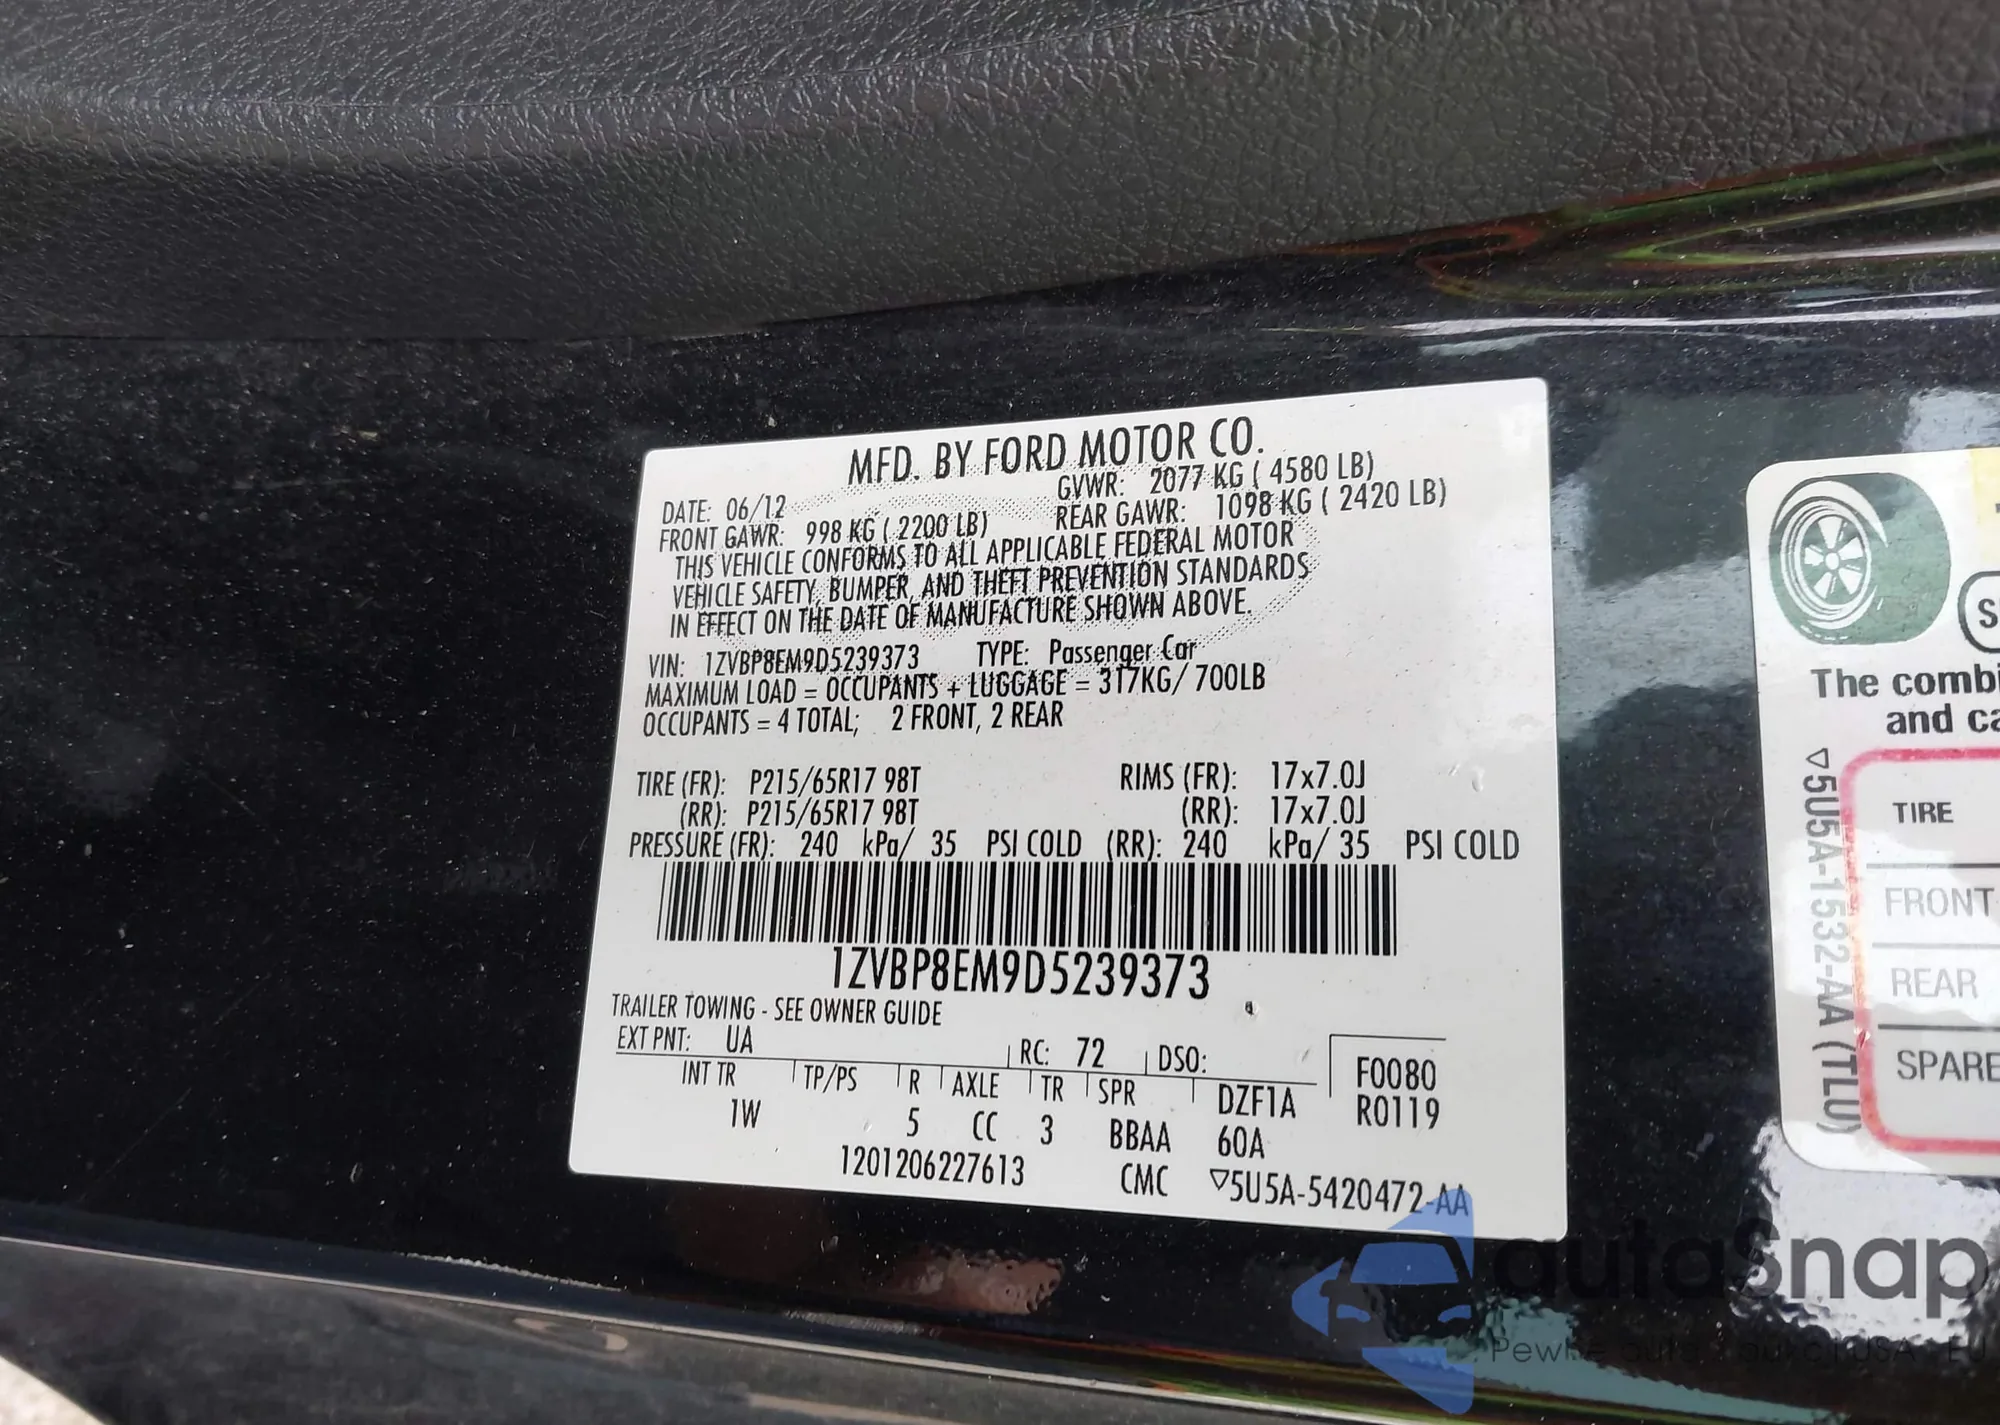 MFD. BY FORD MOTOR CO.
DATE: 06/12
GVWR: 2077 KG ( 4580 LB)
FRONT GAWR: 998 KG ( 2200 LB)
REAR GAWR: 1098 KG ( 2420 LB)
THIS VEHICLE CONFORMS TO ALL APPLICABLE FEDERAL MOTOR
VEHICLE SAFETY, BUMPER, AND THEFT PREVENTION STANDARDS
IN EFFECT ON THE DATE OF MANUFACTURE SHOWN ABOVE.
VIN: 1ZVBP8EM9D5239373 TYPE: Passenger Car
MAXIMUM LOAD = OCCUPANTS + LUGGAGE = 317KG/ 700LB
OCCUPANTS = 4 TOTAL; 2 FRONT, 2 REAR
TIRE (FR): P215/65R17 98T RIMS (FR): 17x7.0J
(RR): P215/65R17 98T (RR): 17x7.0J
PRESSURE (FR): 240 kPa/ 35 PSI COLD (RR): 240 kPa/ 35 PSI COLD
1ZVBP8EM9D5239373
TRAILER TOWING - SEE OWNER GUIDE
EXT PNT: UA RC: 72 DSO:
F0080
INT TR TP/PS R AXLE TR SPR DZF1A
R0119
1W 5 CC 3 BBAA 60A
1201206227613 CMC ▽5U5A-5420472-AA
The combi
and ca
▽5U5A-1532-AA (TLU)
TIRE
FRONT
REAR
SPARE
autaSnap